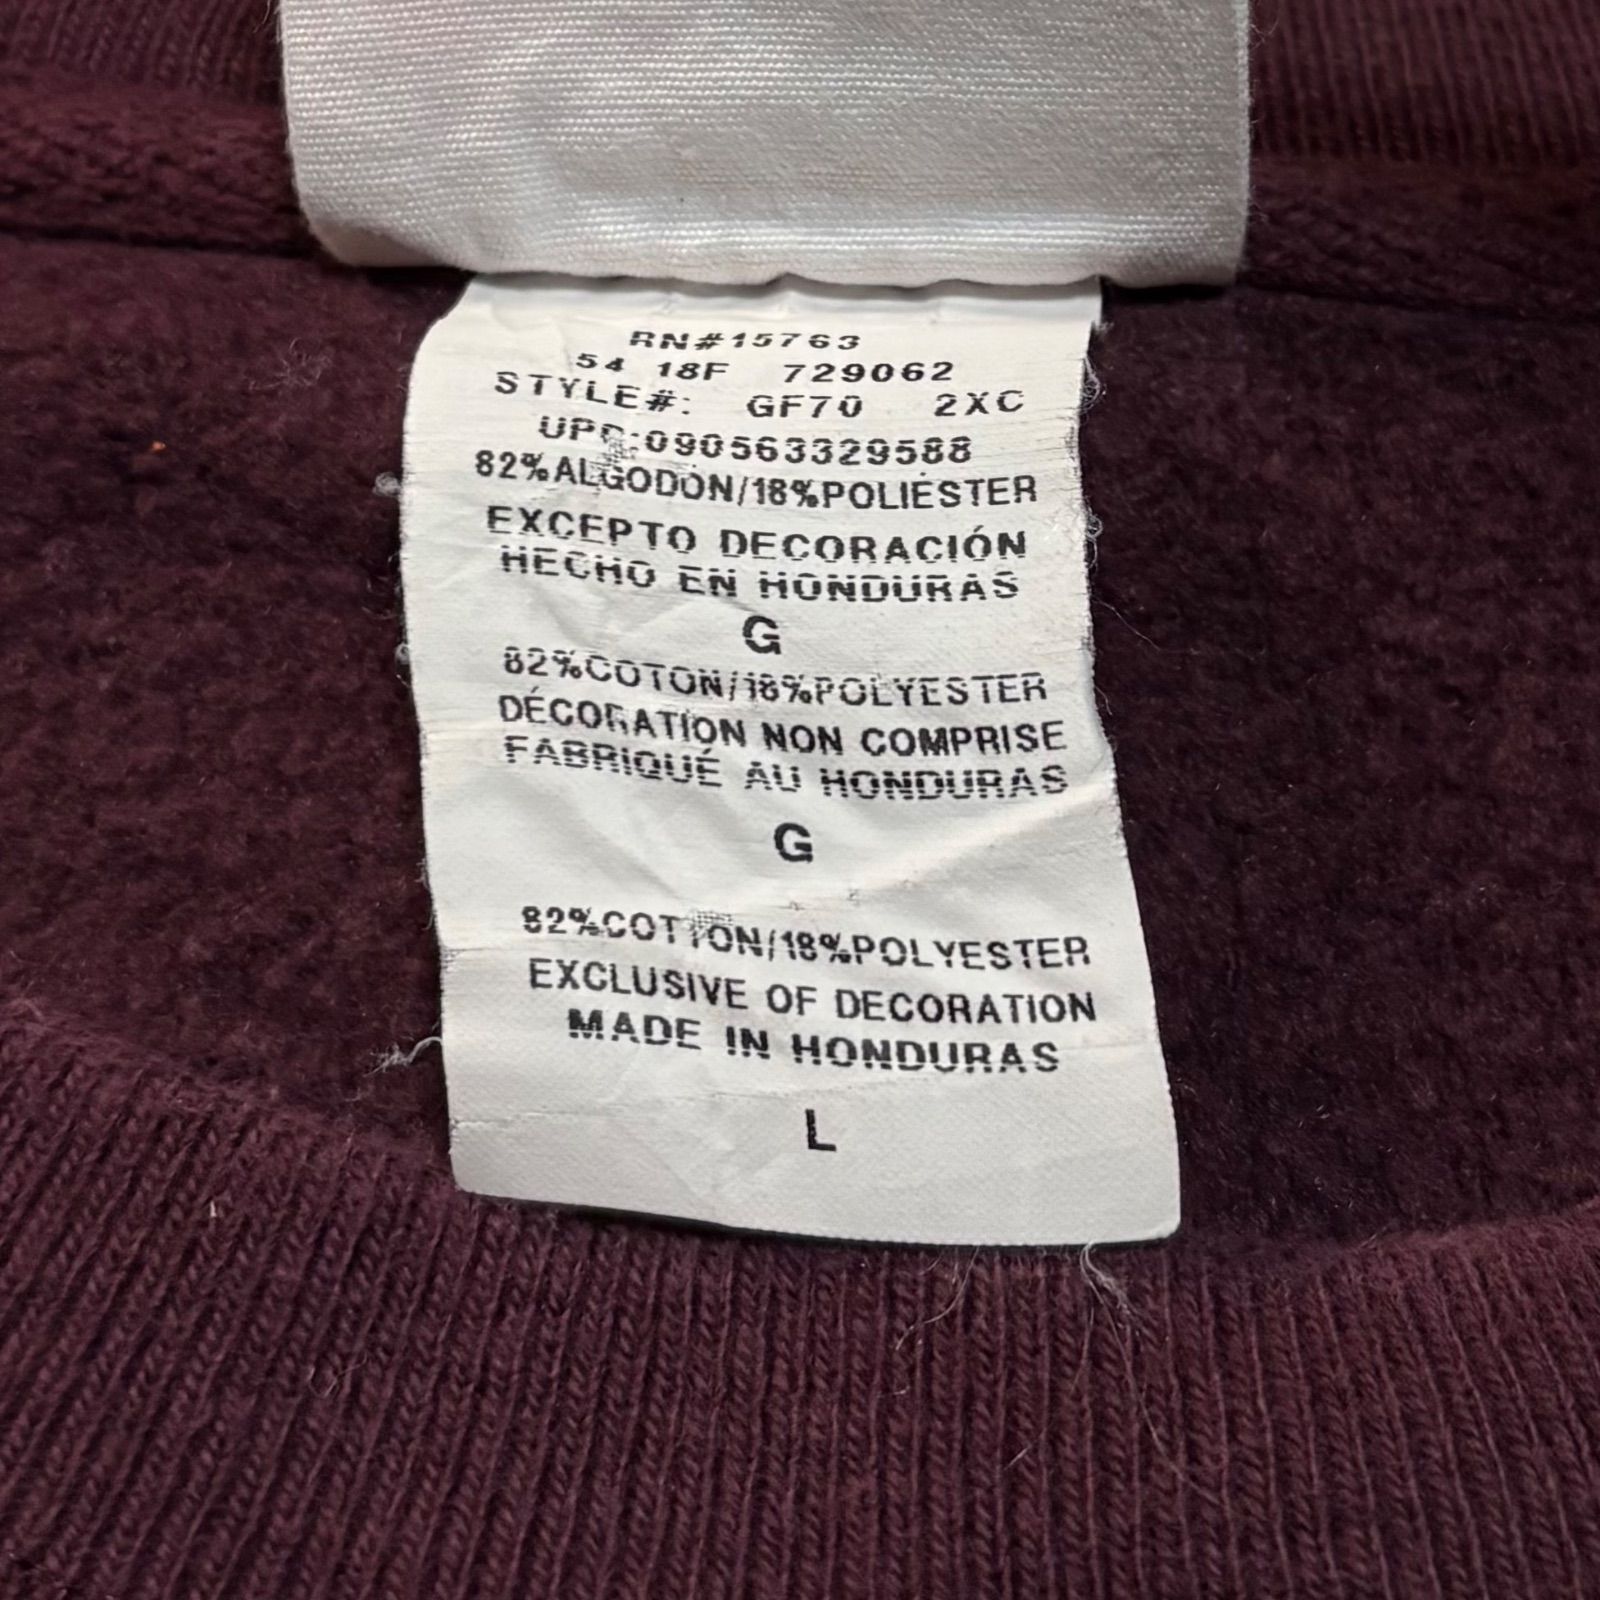 RN#15763
54 18F 729062
STYLE#: GF70 2XC
UPC:090563329588
82%ALGODÓN/18%POLIÉSTER
EXCEPTO DECORACIÓN
HECHO EN HONDURAS
G
82%COTON/18%POLYESTER
DÉCORATION NON COMPRISE
FABRIQUÉ AU HONDURAS
G
82%COTTON/18%POLYESTER
EXCLUSIVE OF DECORATION
MADE IN HONDURAS
L